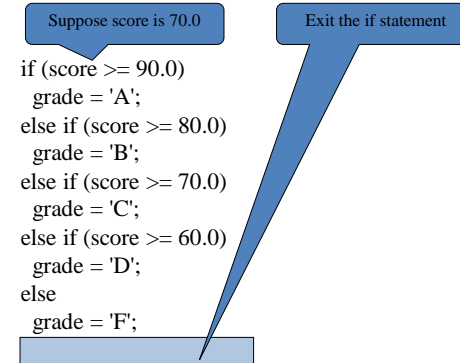 Suppose score is 70.0
Exit the if statement
if (score >= 90.0)
grade = 'A';
else if (score >= 80.0)
grade = 'B';
else if (score >= 70.0)
grade = 'C';
else if (score >= 60.0)
grade = 'D';
else
grade = 'F';